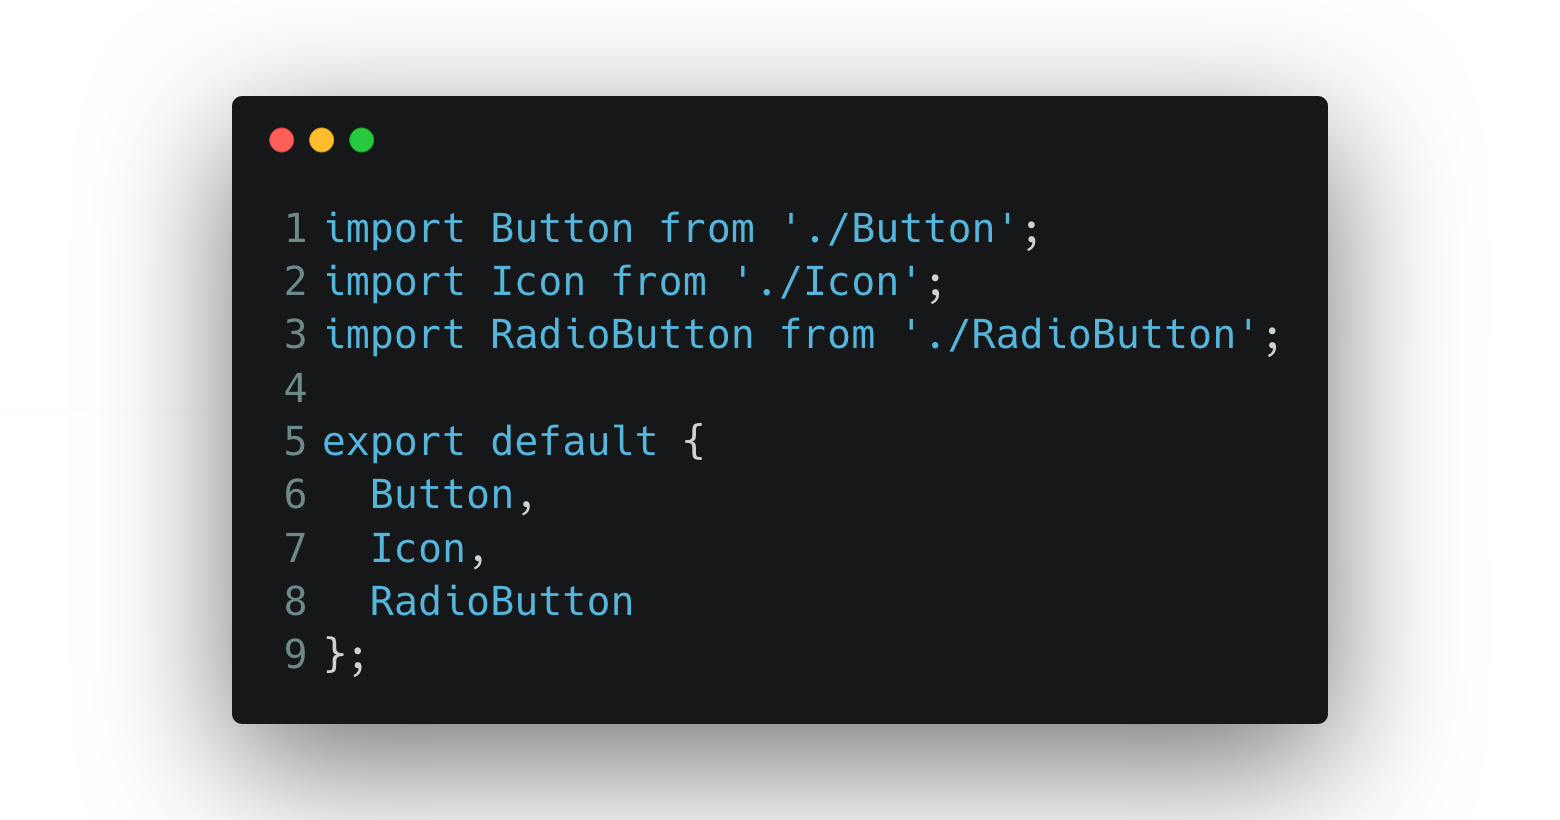 1 import Button from './Button';
2 import Icon from './Icon';
3 import RadioButton from './RadioButton';
4
5 export default {
6   Button,
7   Icon,
8   RadioButton
9 };